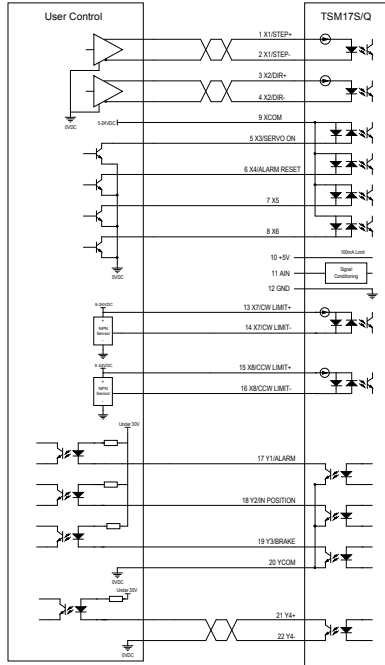 User Control
TSM17S/Q
1 X1/STEP+
2 X1/STEP-
3 X2/DIR+
4 X2/DIR-
0VDC
5-24VDC
9 XCOM
5 X3/SERVO ON
6 X4/ALARM RESET
7 X5
8 X6
0VDC
10 +5V
100mA Limit
11 AIN
Signal
Conditioning
12 GND
5-24VDC
+
NPN
Sensor
-
13 X7/CW LIMIT+
14 X7/CW LIMIT-
5-24VDC
+
NPN
Sensor
-
15 X8/CCW LIMIT+
16 X8/CCW LIMIT-
Under 30V
17 Y1/ALARM
18 Y2/IN POSITION
19 Y3/BRAKE
20 YCOM
0VDC
Under 30V
21 Y4+
22 Y4-
0VDC